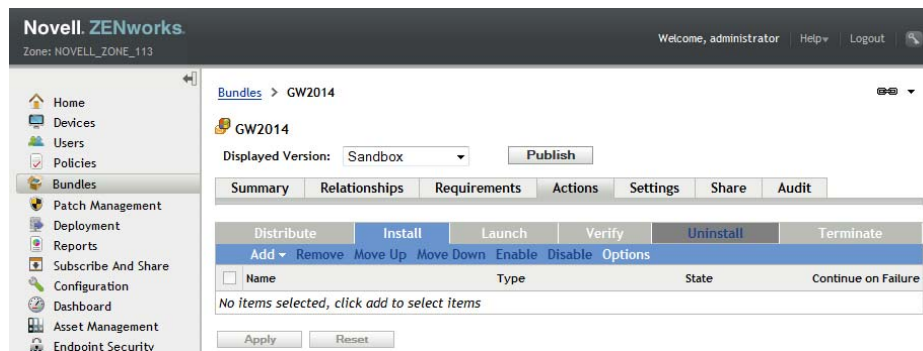 Novell. ZENworks.
Zone: NOVELL_ZONE_113
Welcome, administrator Help Logout
Home
Devices
Users
Policies
Bundles
Patch Management
Deployment
Reports
Subscribe And Share
Configuration
Dashboard
Asset Management
Endpoint Security
Bundles > GW2014
GW2014
Displayed Version: Sandbox Publish
Summary Relationships Requirements Actions Settings Share Audit
Distribute Install Launch Verify Uninstall Terminate
Add Remove Move Up Move Down Enable Disable Options
Name Type State Continue on Failure
No items selected, click add to select items
Apply Reset